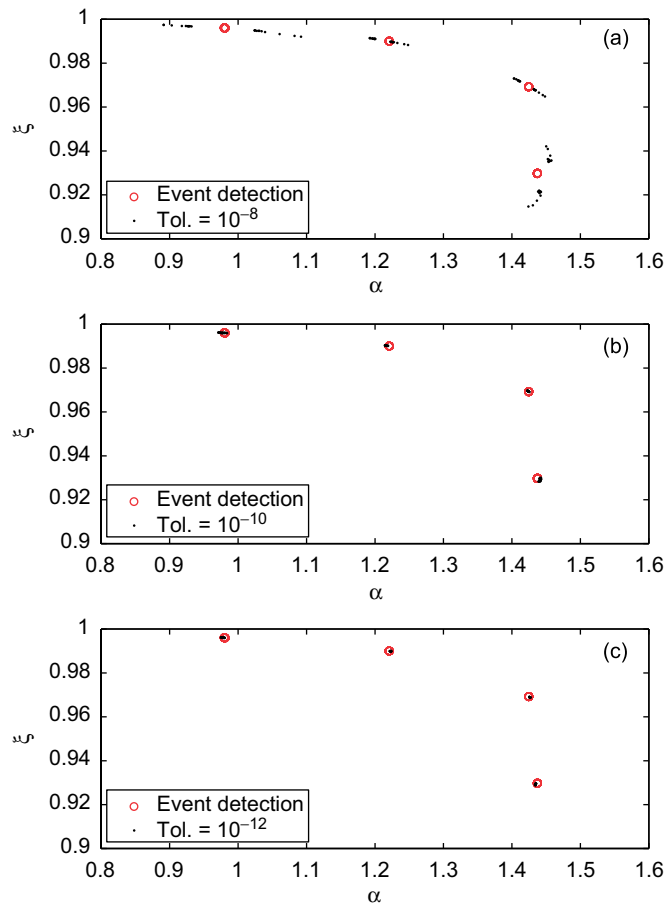 1
(a)
0.98
0.96
ξ
0.94
0.92
Event detection
Tol. = 10⁻⁸
0.9
0.8 0.9 1 1.1 1.2 1.3 1.4 1.5 1.6
α
1
(b)
0.98
0.96
ξ
0.94
0.92
Event detection
Tol. = 10⁻¹⁰
0.9
0.8 0.9 1 1.1 1.2 1.3 1.4 1.5 1.6
α
1
(c)
0.98
0.96
ξ
0.94
0.92
Event detection
Tol. = 10⁻¹²
0.9
0.8 0.9 1 1.1 1.2 1.3 1.4 1.5 1.6
α